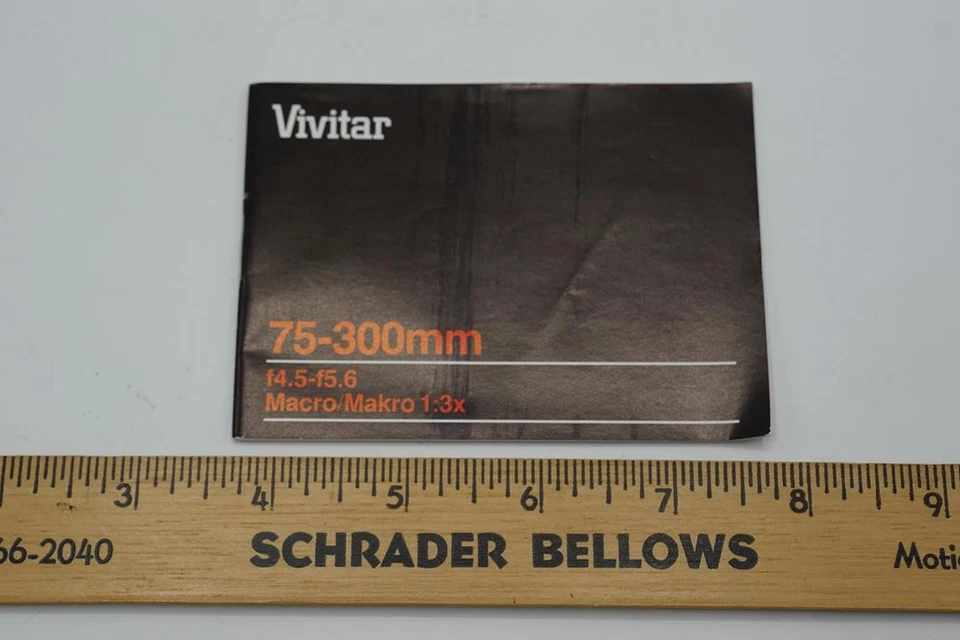 Vivitar
75-300mm
f4.5-f5.6
Macro/Makro 1:3x
3 4 5 6 7 8 9
66-2040 SCHRADER BELLOWS Motio